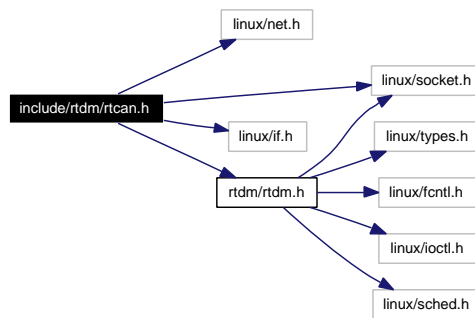 linux/net.h
linux/socket.h
include/rtdm/rtcan.h
linux/if.h
linux/types.h
rtdm/rtdm.h
linux/fcntl.h
linux/ioctl.h
linux/sched.h